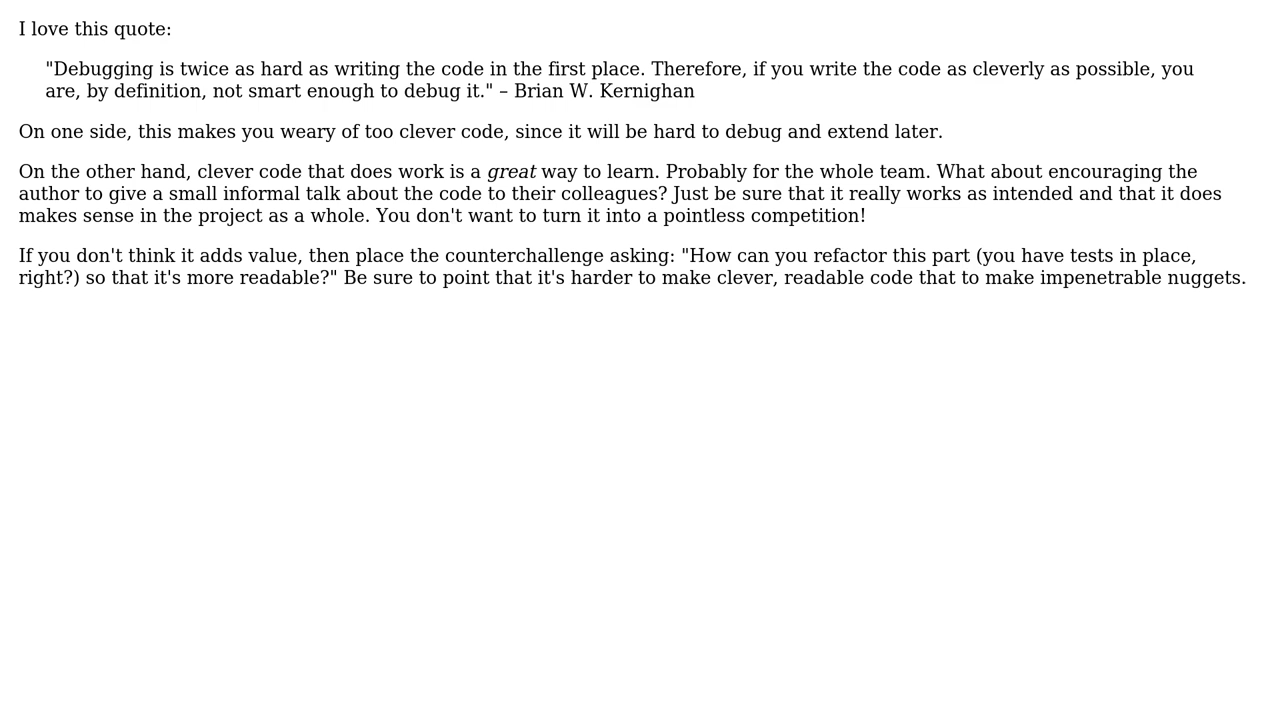 I love this quote:
"Debugging is twice as hard as writing the code in the first place. Therefore, if you write the code as cleverly as possible, you
are, by definition, not smart enough to debug it." – Brian W. Kernighan
On one side, this makes you weary of too clever code, since it will be hard to debug and extend later.
On the other hand, clever code that does work is a great way to learn. Probably for the whole team. What about encouraging the
author to give a small informal talk about the code to their colleagues? Just be sure that it really works as intended and that it does
makes sense in the project as a whole. You don't want to turn it into a pointless competition!
If you don't think it adds value, then place the counterchallenge asking: "How can you refactor this part (you have tests in place,
right?) so that it's more readable?" Be sure to point that it's harder to make clever, readable code that to make impenetrable nuggets.